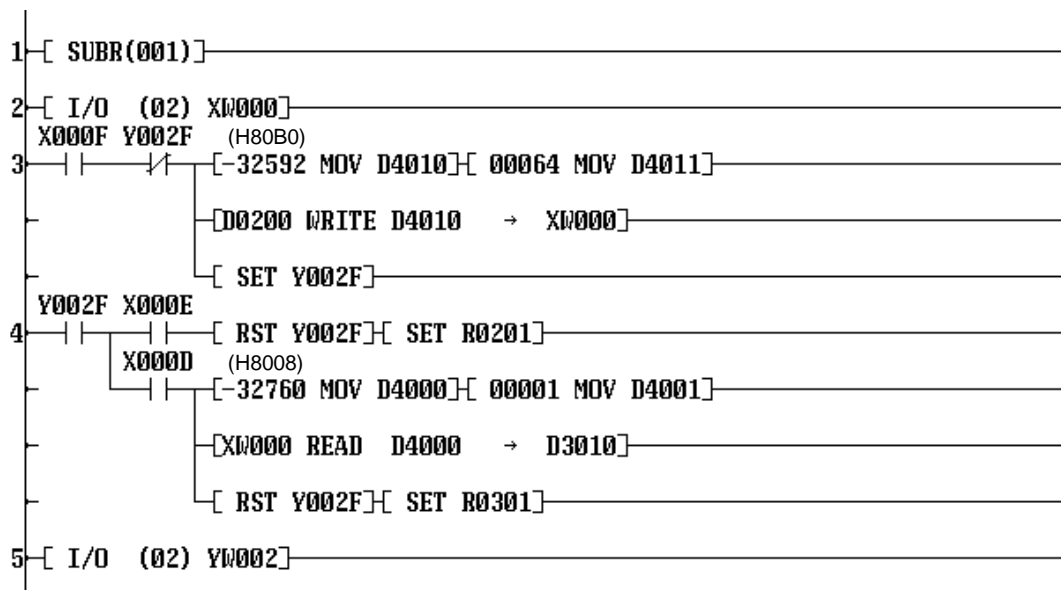 1 [ SUBR(001)]
2 [ I/O (02) XW000]
X000F Y002F (H80B0)
3 [-32592 MOV D4010] [ 00064 MOV D4011]
[D0200 WRITE D4010 → XW000]
[ SET Y002F]
Y002F X000E
4 [ RST Y002F] [ SET R0201]
X000D (H8008)
[-32760 MOV D4000] [ 00001 MOV D4001]
[XW000 READ D4000 → D3010]
[ RST Y002F] [ SET R0301]
5 [ I/O (02) YW002]